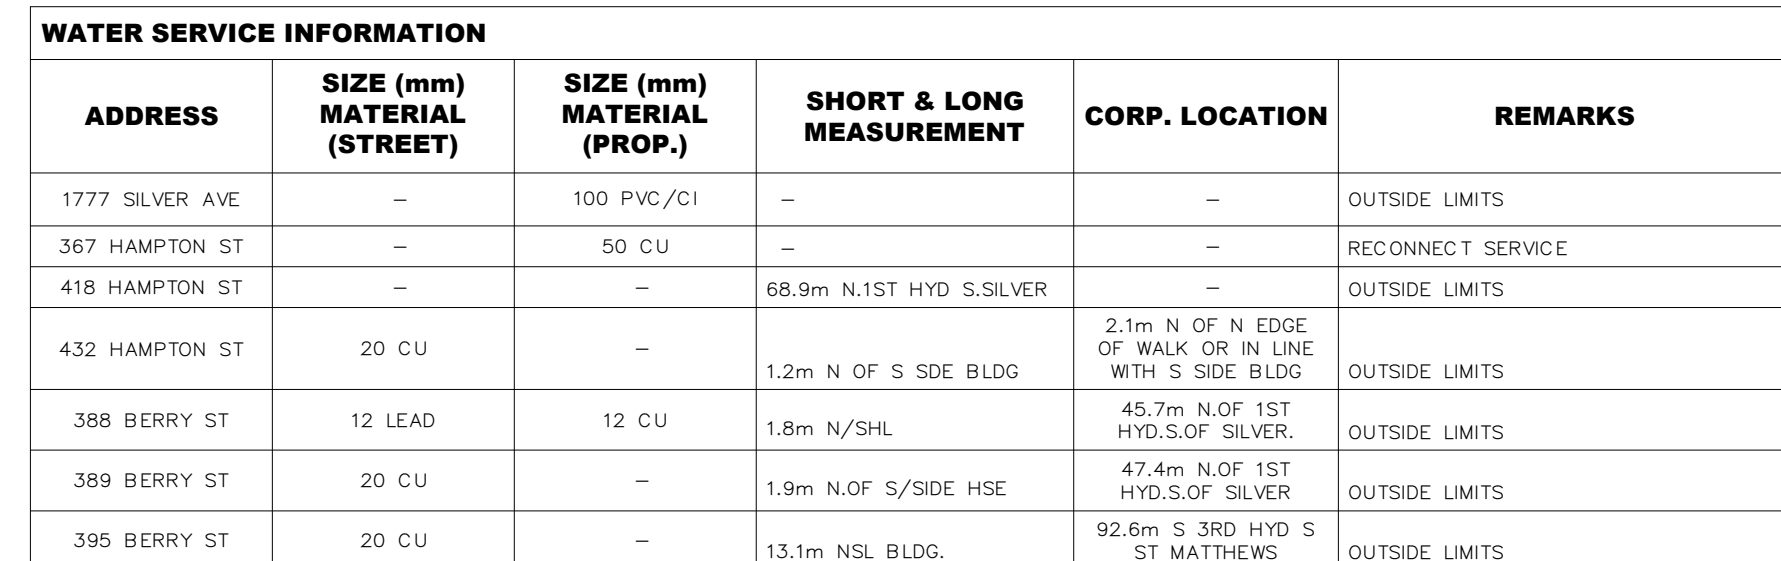 WATER SERVICE INFORMATION
ADDRESS
SIZE (mm)
MATERIAL
(STREET)
SIZE (mm)
MATERIAL
(PROP.)
SHORT & LONG
MEASUREMENT
CORP. LOCATION
REMARKS
1777 SILVER AVE
–
100 PVC/CI
–
–
OUTSIDE LIMITS
367 HAMPTON ST
–
50 CU
–
–
RECONNECT SERVICE
418 HAMPTON ST
–
–
68.9m N.1ST HYD S.SILVER
–
OUTSIDE LIMITS
432 HAMPTON ST
20 CU
–
1.2m N OF S SDE BLDG
2.1m N OF N EDGE
OF WALK OR IN LINE
WITH S SIDE BLDG
OUTSIDE LIMITS
388 BERRY ST
12 LEAD
12 CU
1.8m N/SHL
45.7m N.OF 1ST
HYD.S.OF SILVER.
OUTSIDE LIMITS
389 BERRY ST
20 CU
–
1.9m N.OF S/SIDE HSE
47.4m N.OF 1ST
HYD.S.OF SILVER
OUTSIDE LIMITS
395 BERRY ST
20 CU
–
13.1m NSL BLDG.
92.6m S 3RD HYD S
ST MATTHEWS
OUTSIDE LIMITS